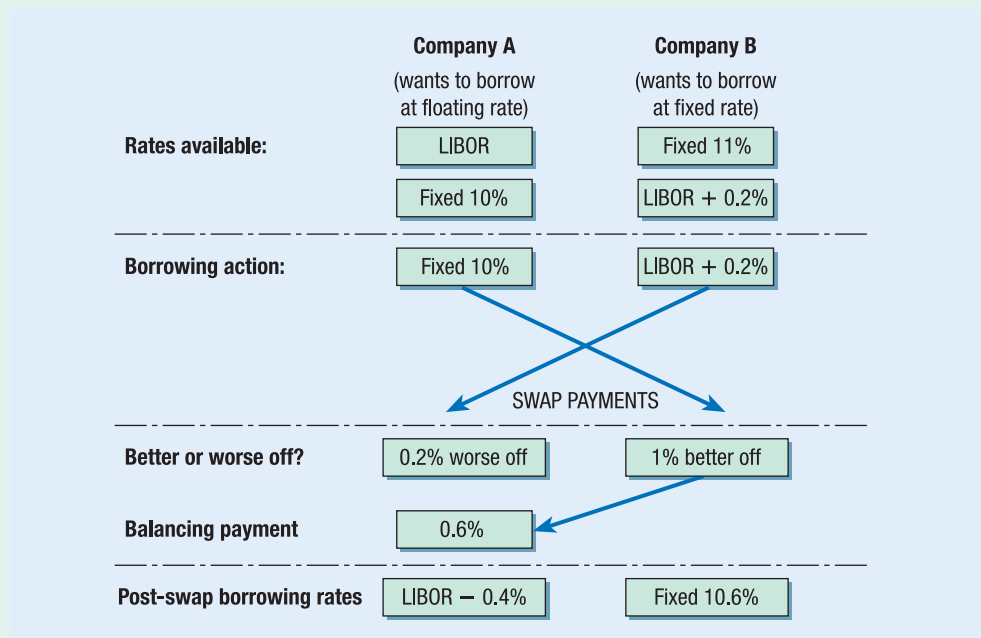 Company A
Company B
(wants to borrow
at floating rate)
(wants to borrow
at fixed rate)
Rates available:
LIBOR
Fixed 11%
Fixed 10%
LIBOR + 0.2%
Borrowing action:
Fixed 10%
LIBOR + 0.2%
SWAP PAYMENTS
Better or worse off?
0.2% worse off
1% better off
Balancing payment
0.6%
Post-swap borrowing rates
LIBOR − 0.4%
Fixed 10.6%